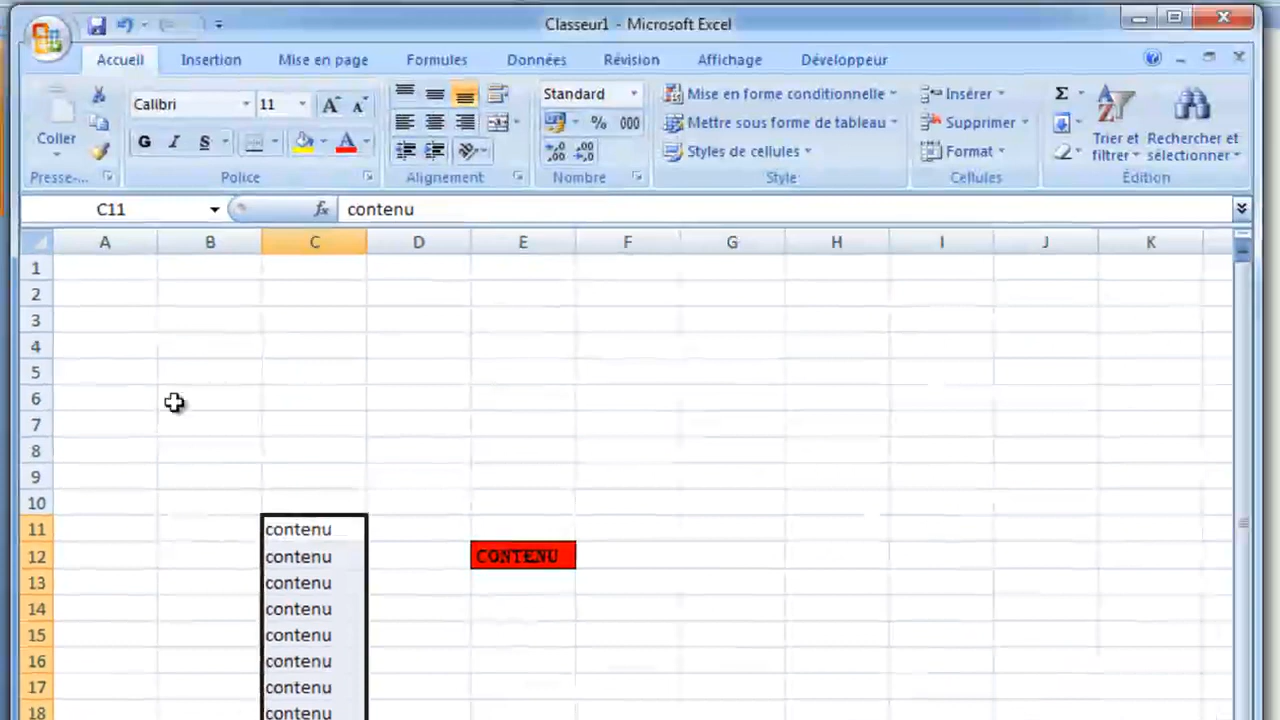 Classeur1 - Microsoft Excel
Accueil Insertion Mise en page Formules Données Révision Affichage Développeur
Coller
Presse-...
Calibri 11 A A
G I S A
Police
Alignement
Standard
% 000
,00 ,00
Nombre
Mise en forme conditionnelle
Mettre sous forme de tableau
Styles de cellules
Style
Insérer
Supprimer
Format
Cellules
Σ
Trier et filtrer
Rechercher et sélectionner
Édition
C11 fx contenu
A B C D E F G H I J K
1
2
3
4
5
6
7
8
9
10
11 contenu
12 contenu CONTENU
13 contenu
14 contenu
15 contenu
16 contenu
17 contenu
18 contenu